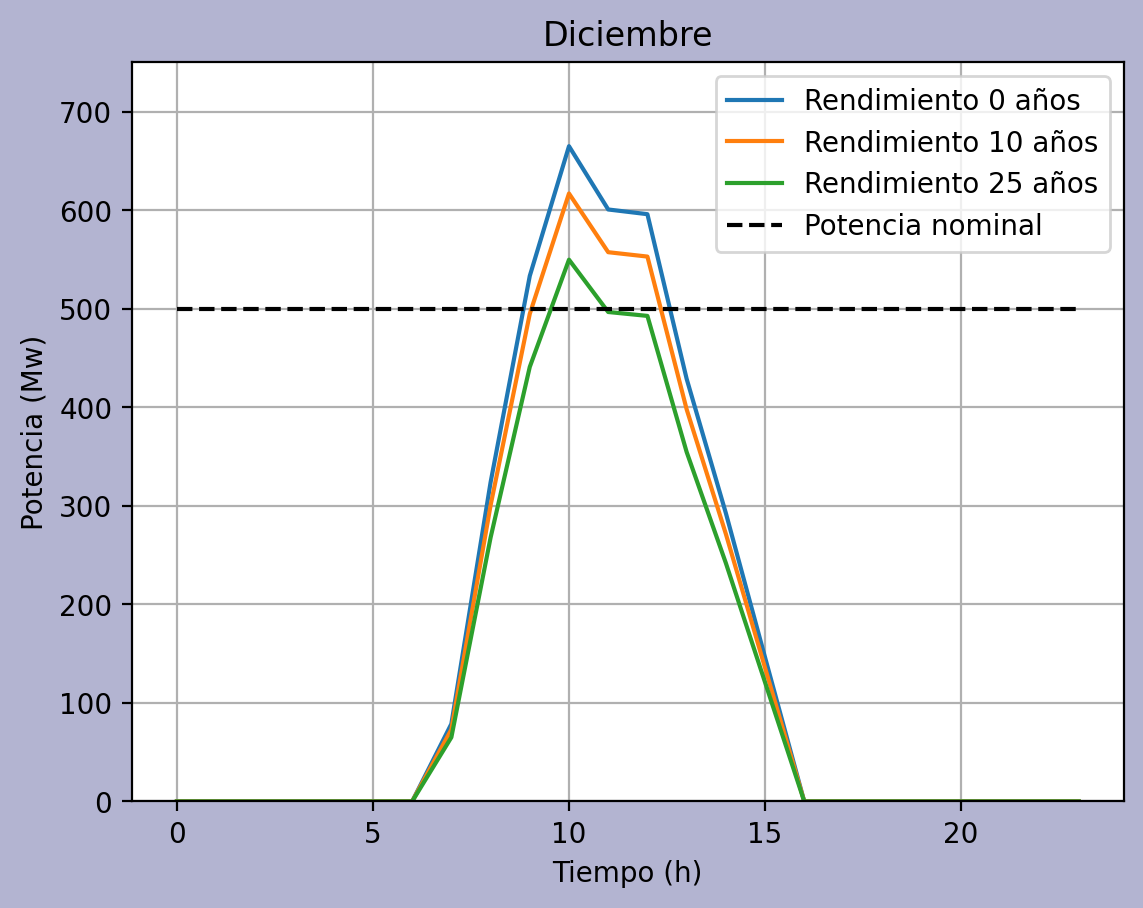 Diciembre
700
600
500
400
300
200
100
0
Potencia (Mw)
Rendimiento 0 años
Rendimiento 10 años
Rendimiento 25 años
Potencia nominal
0 5 10 15 20
Tiempo (h)